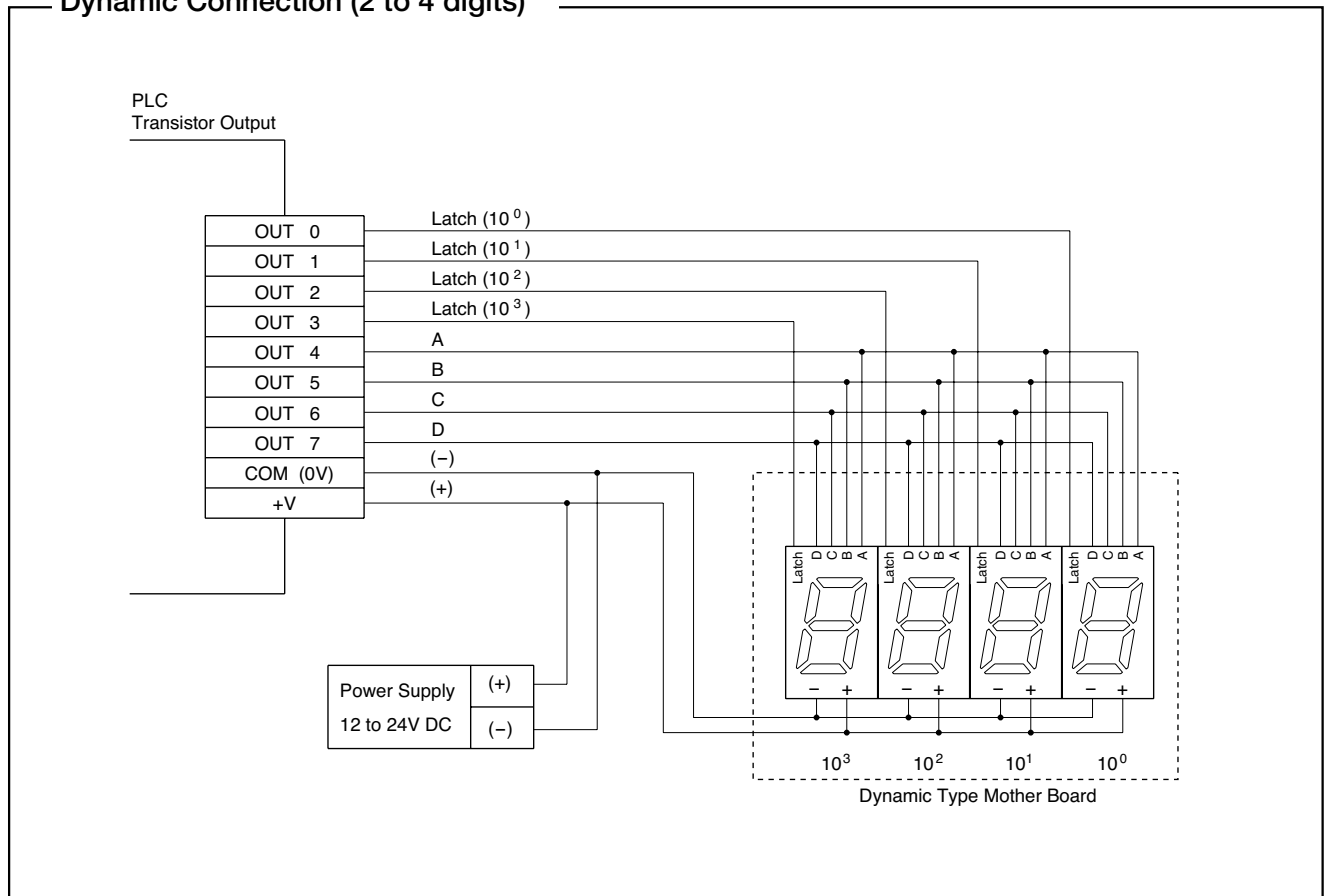 Dynamic Connection (2 to 4 digits)
PLC
Transistor Output
OUT 0
OUT 1
OUT 2
OUT 3
OUT 4
OUT 5
OUT 6
OUT 7
COM (0V)
+V
Latch (10⁰)
Latch (10¹)
Latch (10²)
Latch (10³)
A
B
C
D
(−)
(+)
Latch D C B A
Latch D C B A
Latch D C B A
Latch D C B A
− +
− +
− +
− +
10³ 10² 10¹ 10⁰
Dynamic Type Mother Board
Power Supply
12 to 24V DC
(+)
(−)